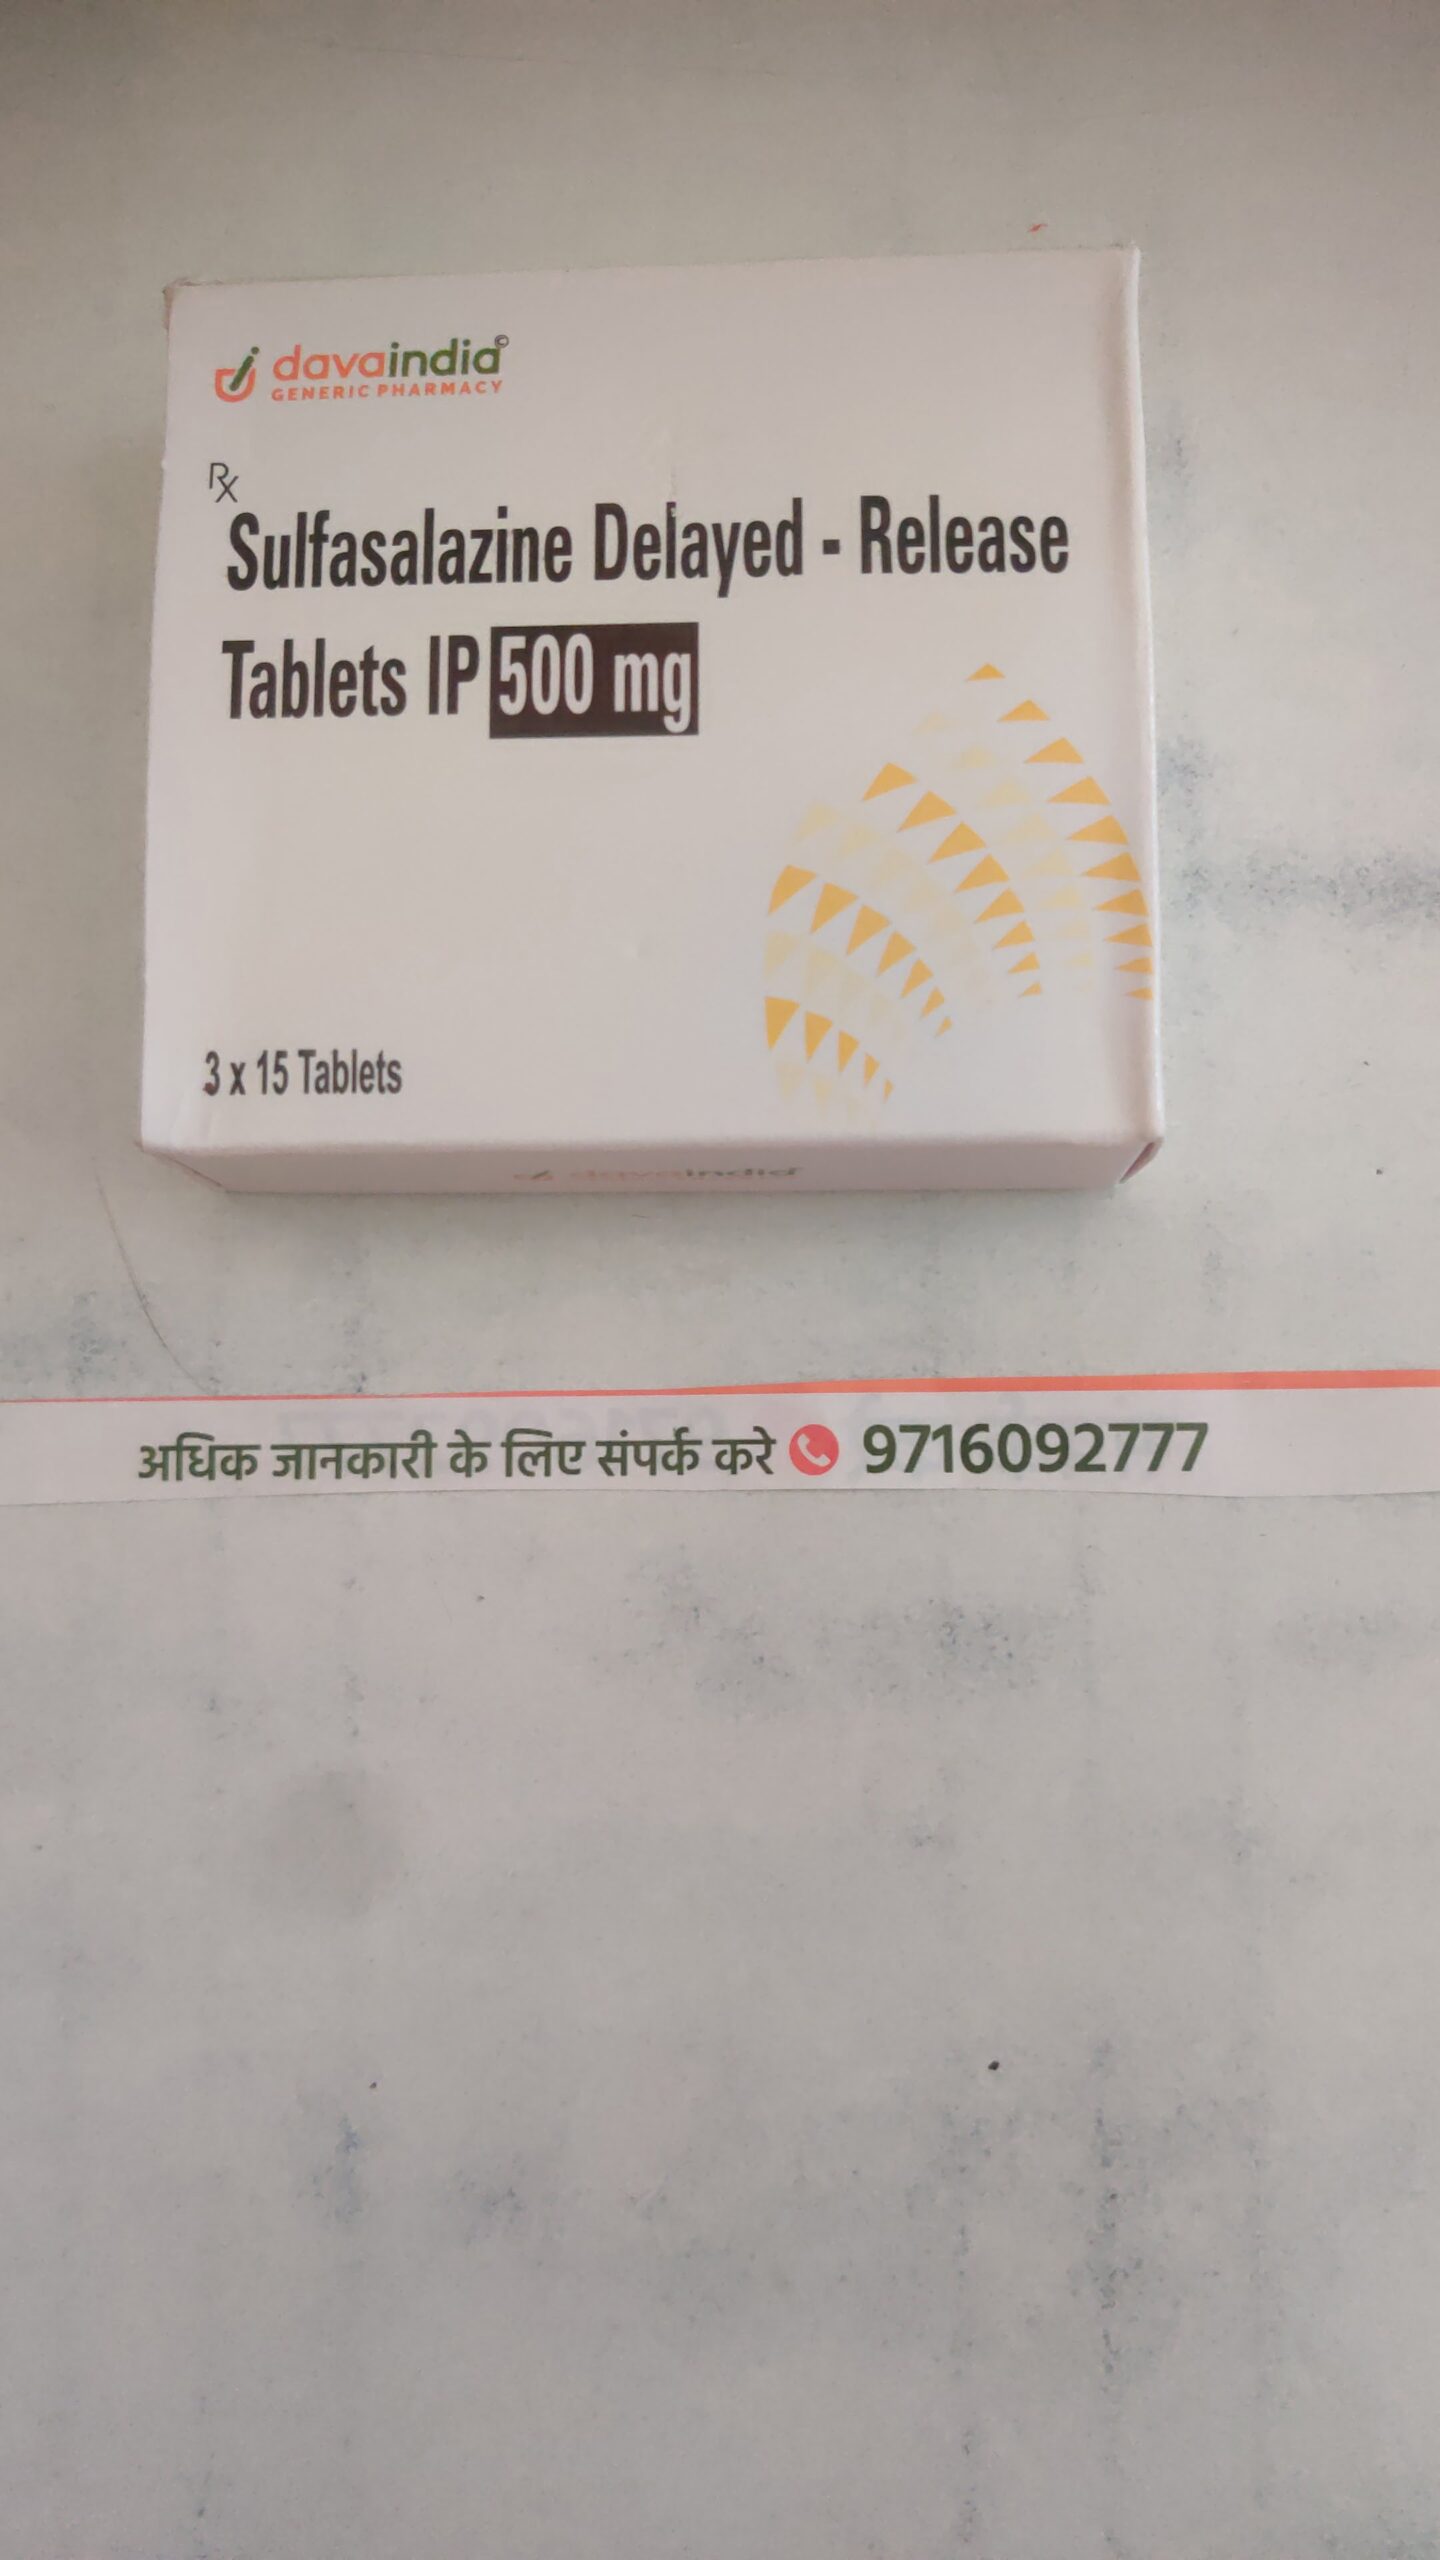 davaindia©
GENERIC PHARMACY
Rx
Sulfasalazine Delayed - Release
Tablets IP 500 mg
3 x 15 Tablets
davaindia
अधिक जानकारी के लिए संपर्क करे 9716092777